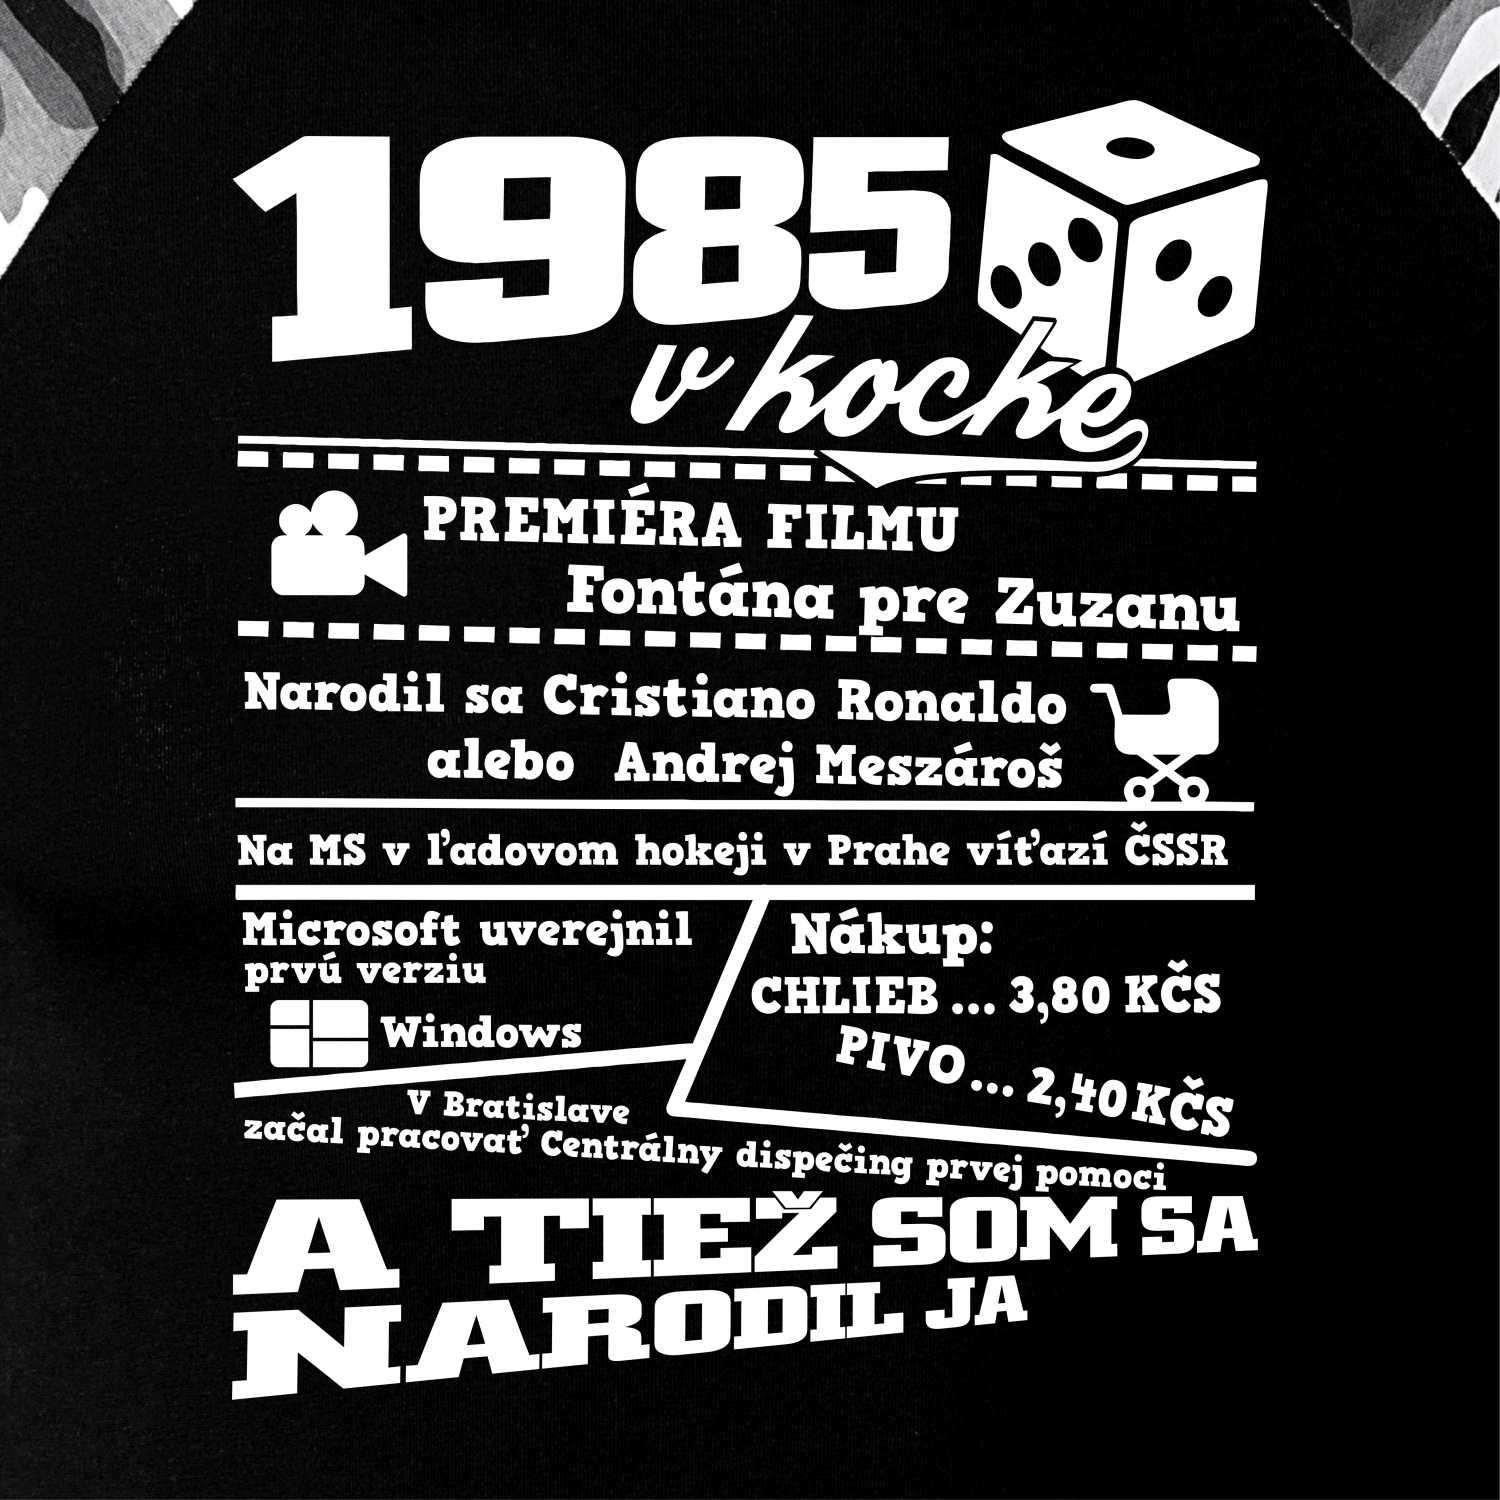 1985
v kocke
PREMIÉRA FILMU
Fontána pre Zuzanu
Narodil sa Cristiano Ronaldo
alebo Andrej Meszároš
Na MS v ľadovom hokeji v Prahe víťazí ČSSR
Microsoft uverejnil
prvú verziu
Windows
Nákup:
CHLIEB ... 3,80 KČS
PIVO ... 2,40 KČS
V Bratislave
začal pracovať Centrálny dispečing prvej pomoci
A TIEŽ SOM SA
NARODIL JA